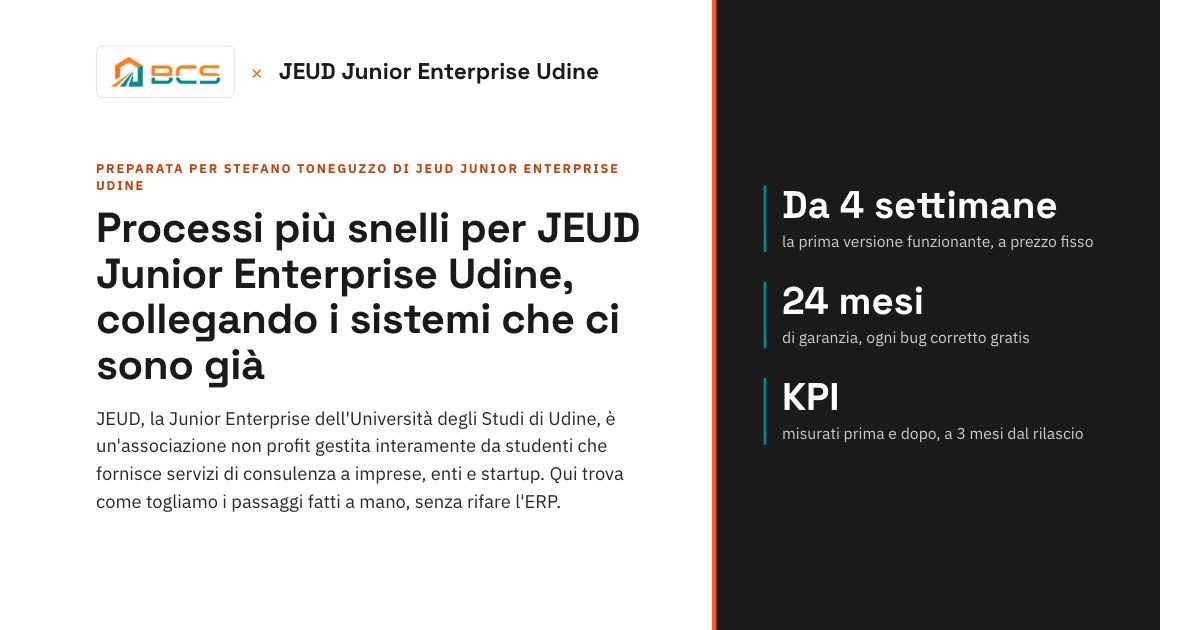 BCS × JEUD Junior Enterprise Udine
PREPARATA PER STEFANO TONEGUZZO DI JEUD JUNIOR ENTERPRISE
UDINE
Processi più snelli per JEUD
Junior Enterprise Udine,
collegando i sistemi che ci
sono già
JEUD, la Junior Enterprise dell'Università degli Studi di Udine, è
un'associazione non profit gestita interamente da studenti che
fornisce servizi di consulenza a imprese, enti e startup. Qui trova
come togliamo i passaggi fatti a mano, senza rifare l'ERP.
Da 4 settimane
la prima versione funzionante, a prezzo fisso
24 mesi
di garanzia, ogni bug corretto gratis
KPI
misurati prima e dopo, a 3 mesi dal rilascio